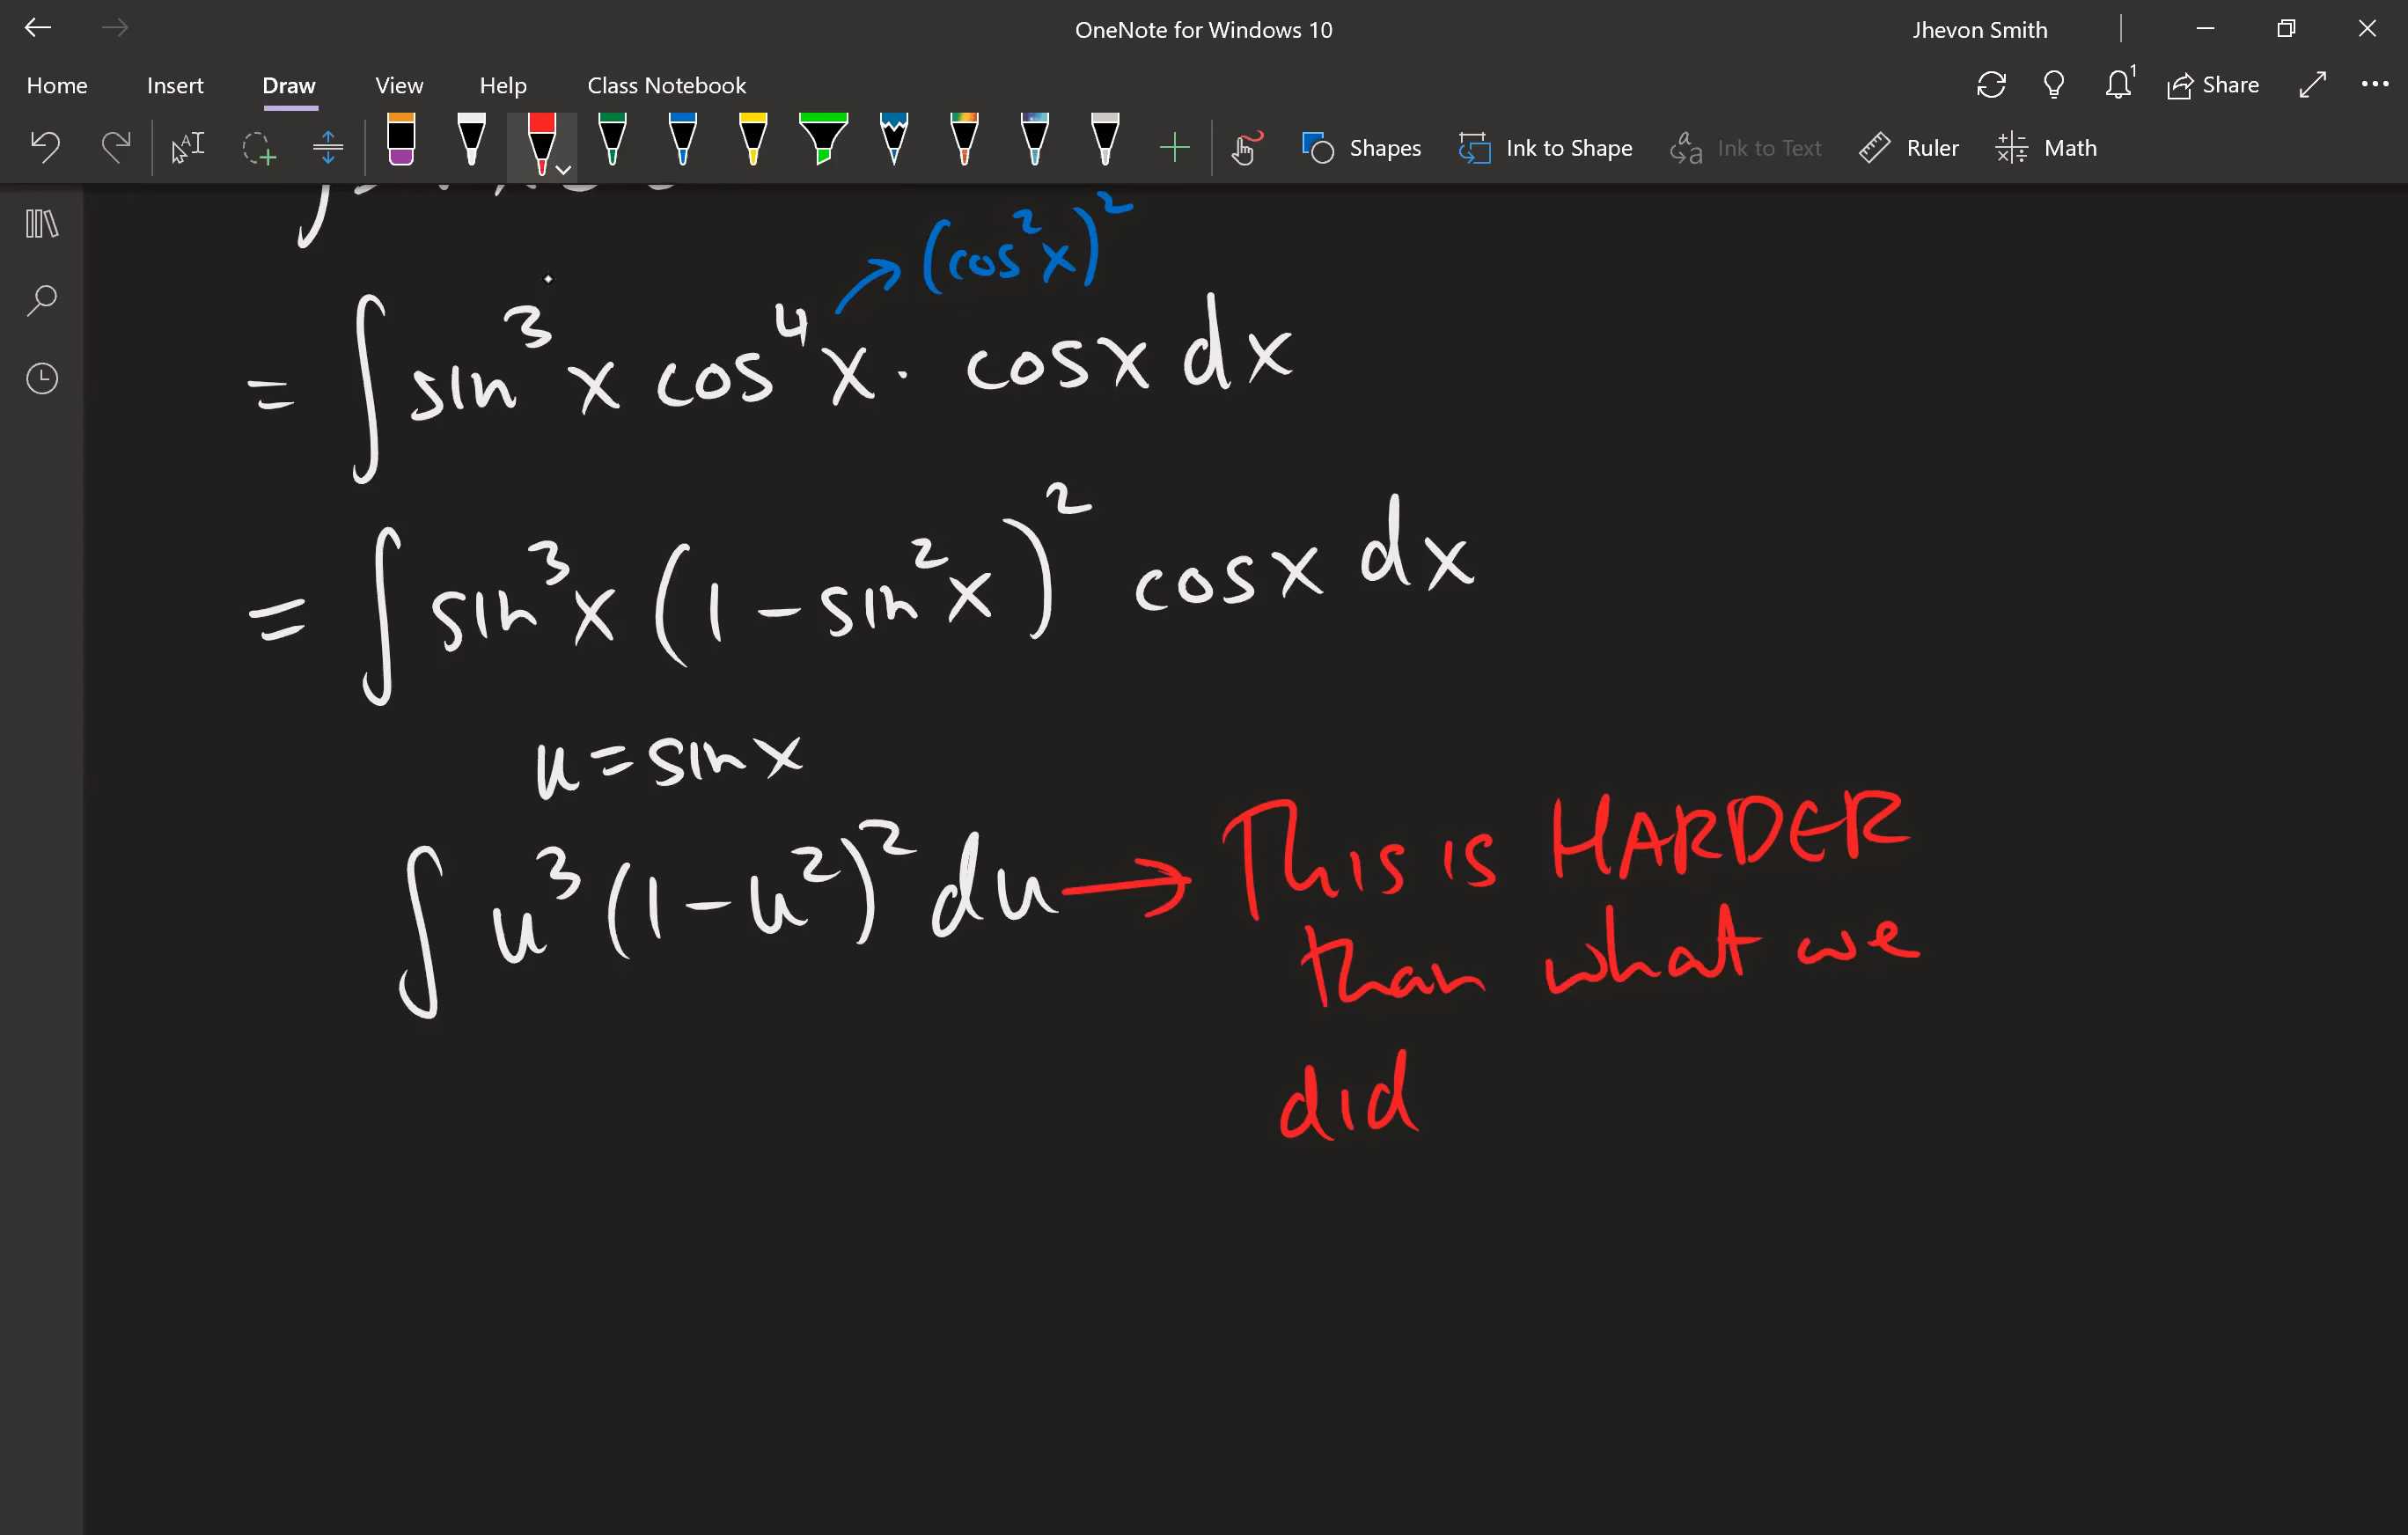 OneNote for Windows 10
Jhevon Smith
Home Insert Draw View Help Class Notebook
1 Share
Shapes Ink to Shape Ink to Text Ruler Math
(cos²x)²
= ∫ sin³x cos⁴x · cosx dx
= ∫ sin³x (1 – sin²x)² cosx dx
u = sinx
∫ u³(1–u²)² du → This is HARDER
than what we
did